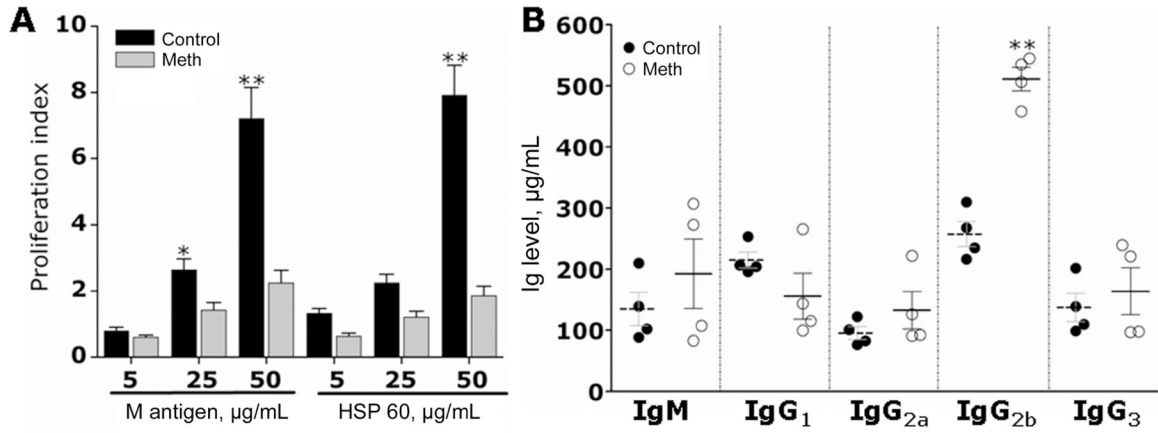 A
Proliferation index
10
8
6
4
2
0
Control
Meth
*
**
**
5 25 50 5 25 50
M antigen, µg/mL HSP 60, µg/mL
B
Ig level, µg/mL
600
500
400
300
200
100
0
Control
Meth
**
IgM IgG1 IgG2a IgG2b IgG3